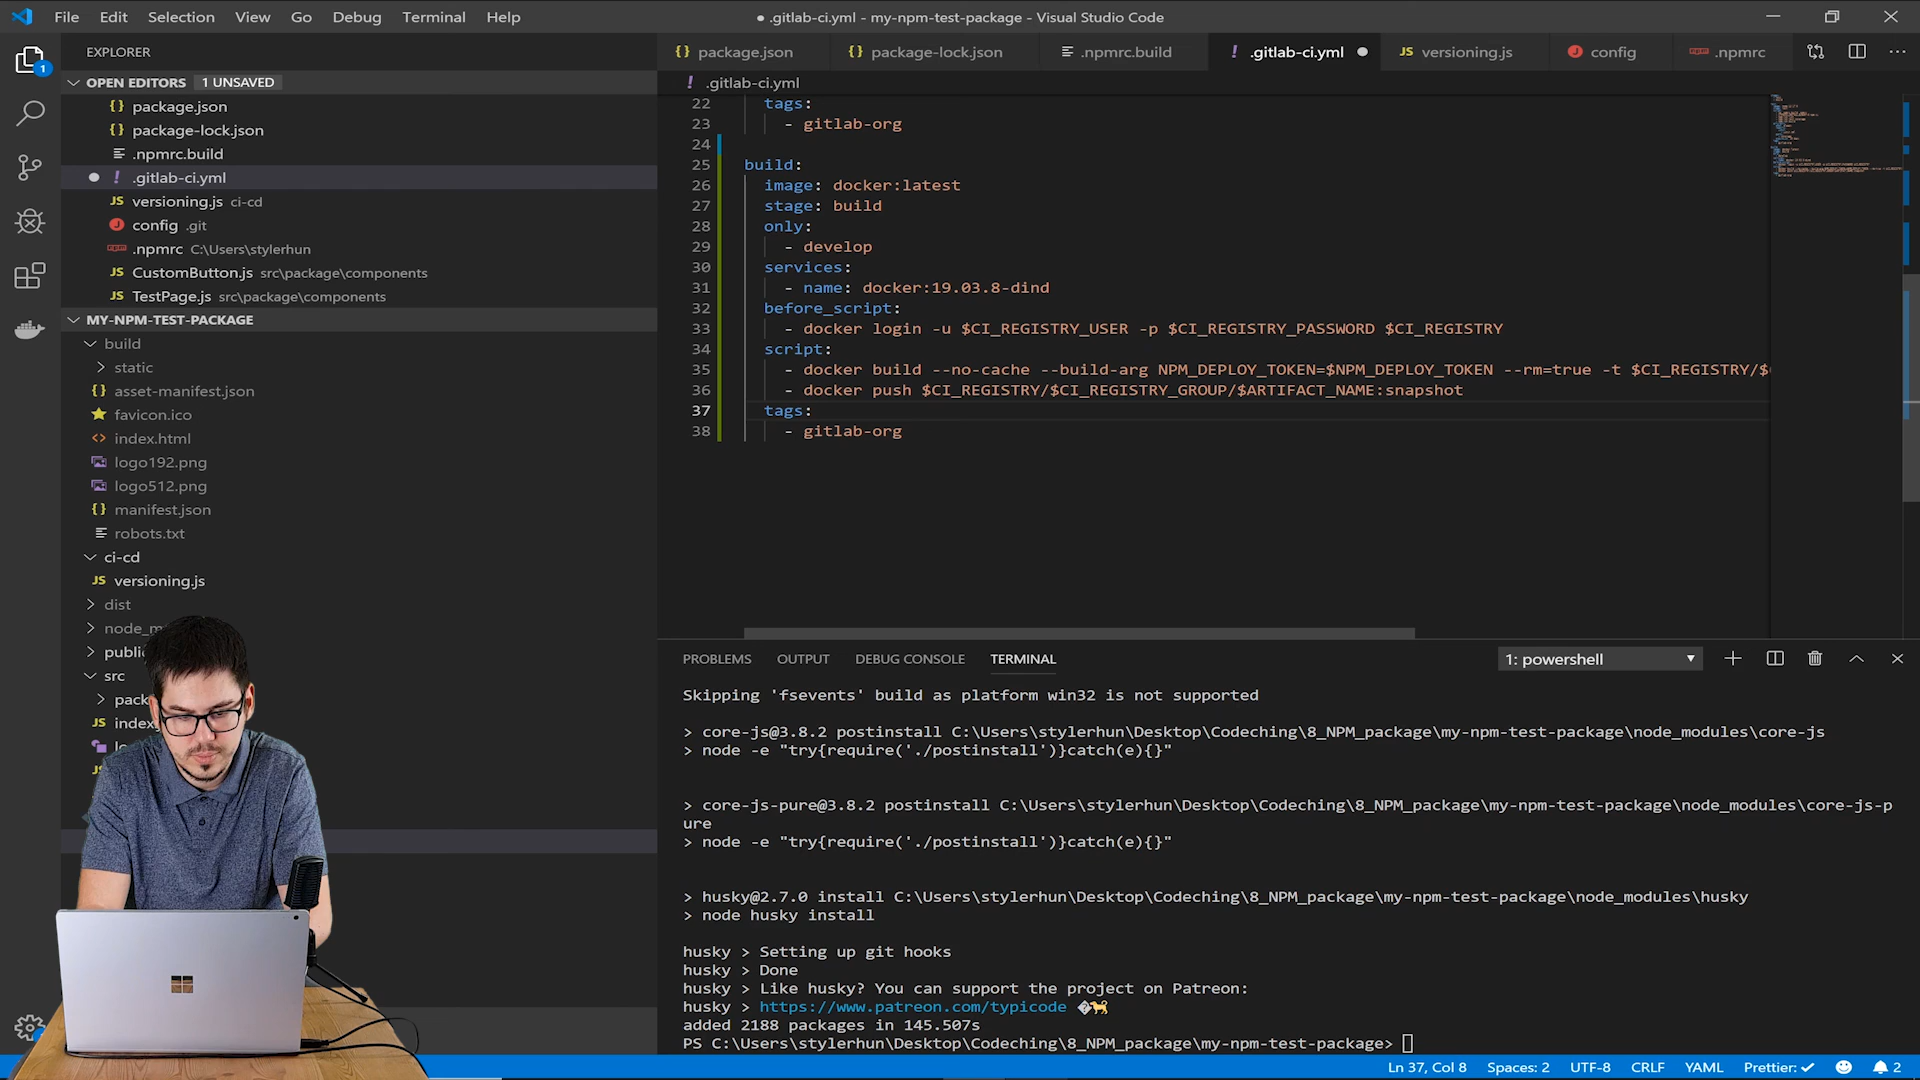 File Edit Selection View Go Debug Terminal Help
● .gitlab-ci.yml - my-npm-test-package - Visual Studio Code
EXPLORER
OPEN EDITORS 1 UNSAVED
{} package.json
{} package-lock.json
.npmrc.build
! .gitlab-ci.yml
JS versioning.js ci-cd
config .git
.npmrc C:\Users\stylerhun
JS CustomButton.js src\package\components
JS TestPage.js src\package\components
MY-NPM-TEST-PACKAGE
build
static
{} asset-manifest.json
favicon.ico
<> index.html
logo192.png
logo512.png
{} manifest.json
robots.txt
ci-cd
JS versioning.js
dist
node_m
public
src
pack
JS index
1
{} package.json {} package-lock.json .npmrc.build ! .gitlab-ci.yml ● JS versioning.js config .npmrc
! .gitlab-ci.yml
22 tags:
23 - gitlab-org
24
25 build:
26 image: docker:latest
27 stage: build
28 only:
29 - develop
30 services:
31 - name: docker:19.03.8-dind
32 before_script:
33 - docker login -u $CI_REGISTRY_USER -p $CI_REGISTRY_PASSWORD $CI_REGISTRY
34 script:
35 - docker build --no-cache --build-arg NPM_DEPLOY_TOKEN=$NPM_DEPLOY_TOKEN --rm=true -t $CI_REGISTRY/$
36 - docker push $CI_REGISTRY/$CI_REGISTRY_GROUP/$ARTIFACT_NAME:snapshot
37 tags:
38 - gitlab-org
PROBLEMS OUTPUT DEBUG CONSOLE TERMINAL 1: powershell
Skipping 'fsevents' build as platform win32 is not supported
> core-js@3.8.2 postinstall C:\Users\stylerhun\Desktop\Codeching\8_NPM_package\my-npm-test-package\node_modules\core-js
> node -e "try{require('./postinstall')}catch(e){}"
> core-js-pure@3.8.2 postinstall C:\Users\stylerhun\Desktop\Codeching\8_NPM_package\my-npm-test-package\node_modules\core-js-p
ure
> node -e "try{require('./postinstall')}catch(e){}"
> husky@2.7.0 install C:\Users\stylerhun\Desktop\Codeching\8_NPM_package\my-npm-test-package\node_modules\husky
> node husky install
husky > Setting up git hooks
husky > Done
husky > Like husky? You can support the project on Patreon:
husky > https://www.patreon.com/typicode �🐕
added 2188 packages in 145.507s
PS C:\Users\stylerhun\Desktop\Codeching\8_NPM_package\my-npm-test-package>
Ln 37, Col 8 Spaces: 2 UTF-8 CRLF YAML Prettier: ✓ 2